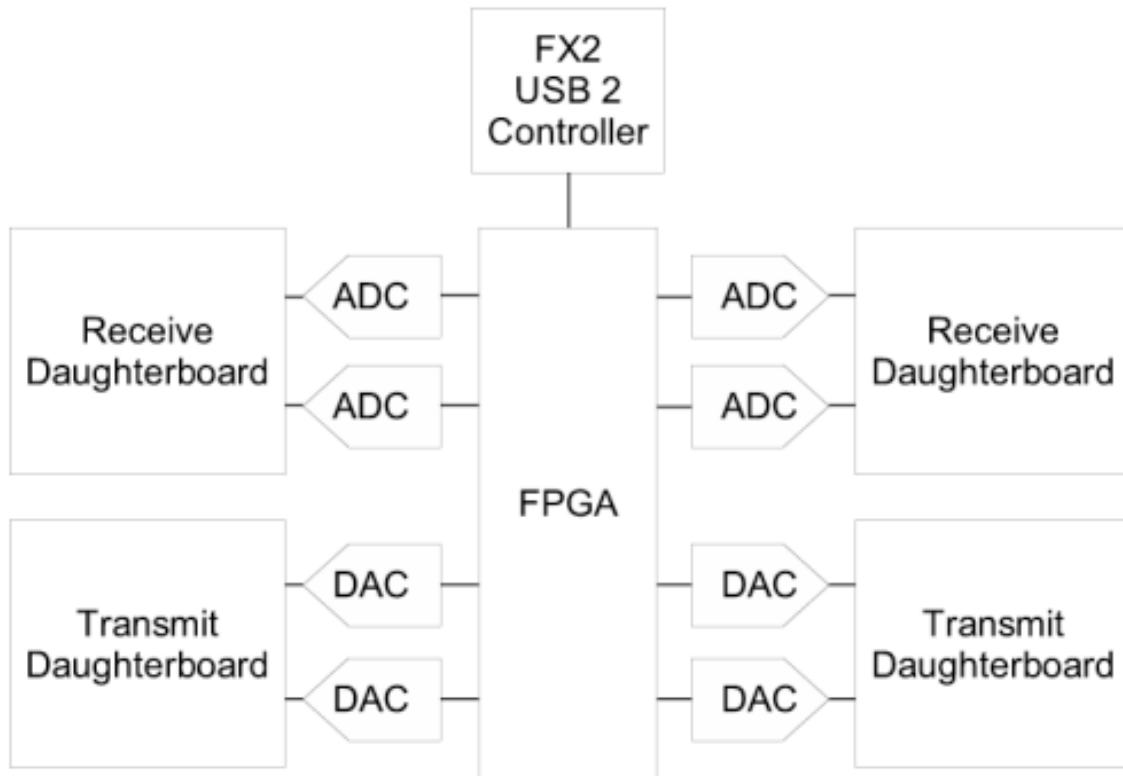 FX2
USB 2
Controller
Receive
Daughterboard
ADC
ADC
ADC
ADC
Receive
Daughterboard
FPGA
Transmit
Daughterboard
DAC
DAC
DAC
DAC
Transmit
Daughterboard